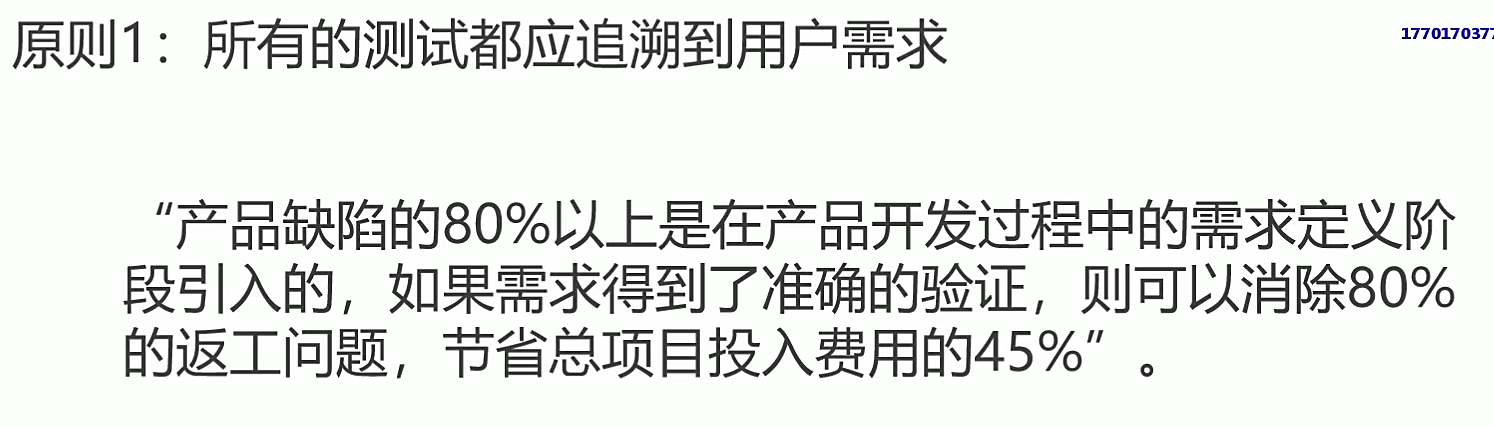 原则1：所有的测试都应追溯到用户需求
177017037
“产品缺陷的80%以上是在产品开发过程中的需求定义阶
段引入的，如果需求得到了准确的验证，则可以消除80%
的返工问题，节省总项目投入费用的45%”。